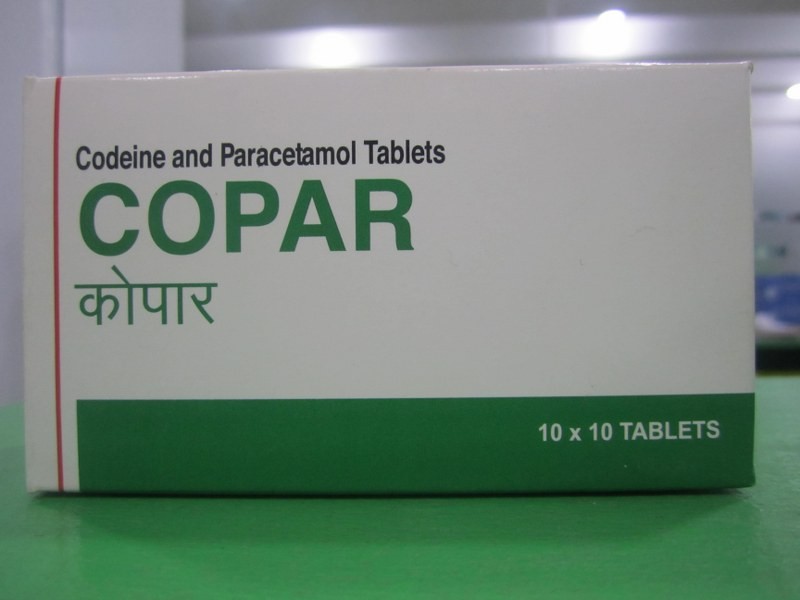 Codeine and Paracetamol Tablets
COPAR
कोपार
10 x 10 TABLETS